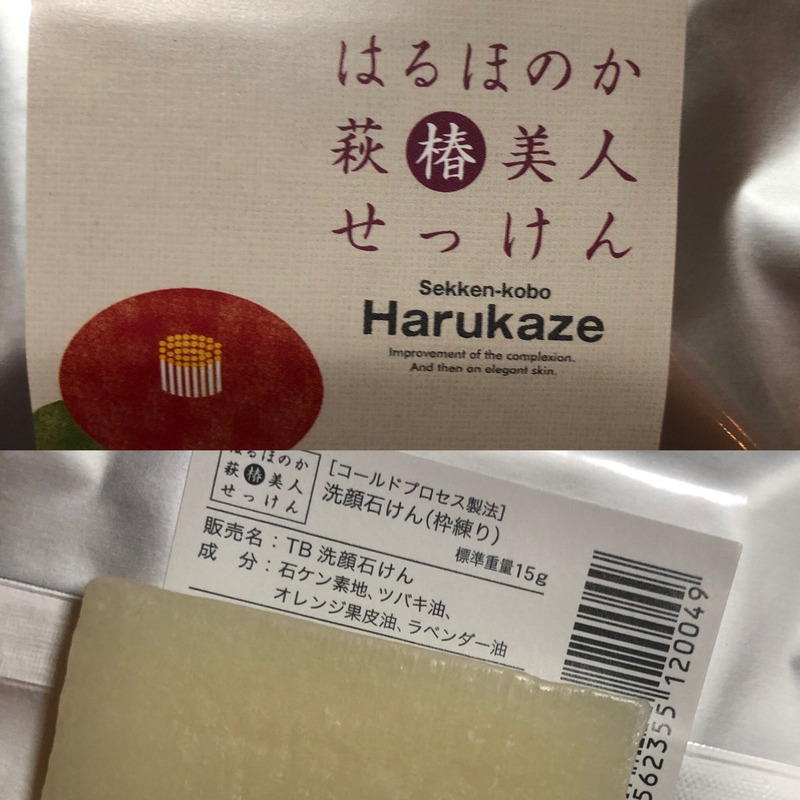 はるほのか
萩椿美人
せっけん
Sekken-kobo
Harukaze
Improvement of the complexion.
And then an elegant skin.
はるほのか
萩椿美人
せっけん
[コールドプロセス製法]
洗顔石けん(枠練り)
標準重量15g
販売名:TB 洗顔石けん
成 分:石ケン素地、ツバキ油、
オレンジ果皮油、ラベンダー油
562355120049